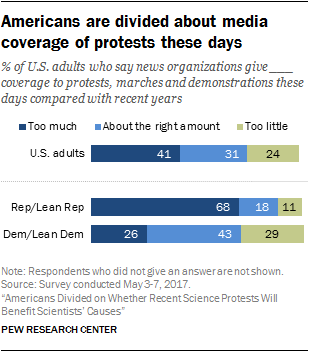 Americans are divided about media
coverage of protests these days
% of U.S. adults who say news organizations give ___
coverage to protests, marches and demonstrations these
days compared with recent years
Too much About the right amount Too little
U.S. adults 41 31 24
Rep/Lean Rep 68 18 11
Dem/Lean Dem 26 43 29
Note: Respondents who did not give an answer are not shown.
Source: Survey conducted May 3-7, 2017.
“Americans Divided on Whether Recent Science Protests Will
Benefit Scientists’ Causes”
PEW RESEARCH CENTER